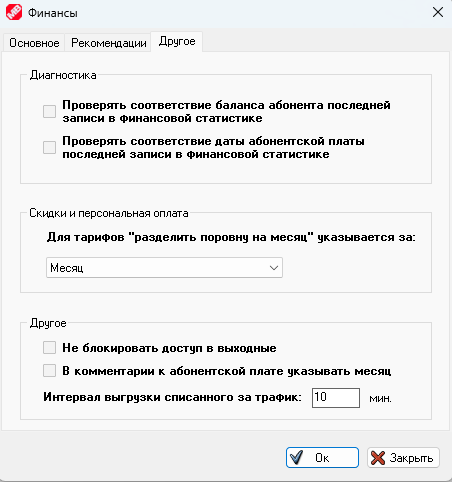 Финансы
Основное
Рекомендации
Другое
Диагностика
Проверять соответствие баланса абонента последней
записи в финансовой статистике
Проверять соответствие даты абонентской платы
последней записи в финансовой статистике
Скидки и персональная оплата
Для тарифов "разделить поровну на месяц" указывается за:
Месяц
Другое
Не блокировать доступ в выходные
В комментарии к абонентской плате указывать месяц
Интервал выгрузки списанного за трафик: 10 мин.
Ок
Закрыть